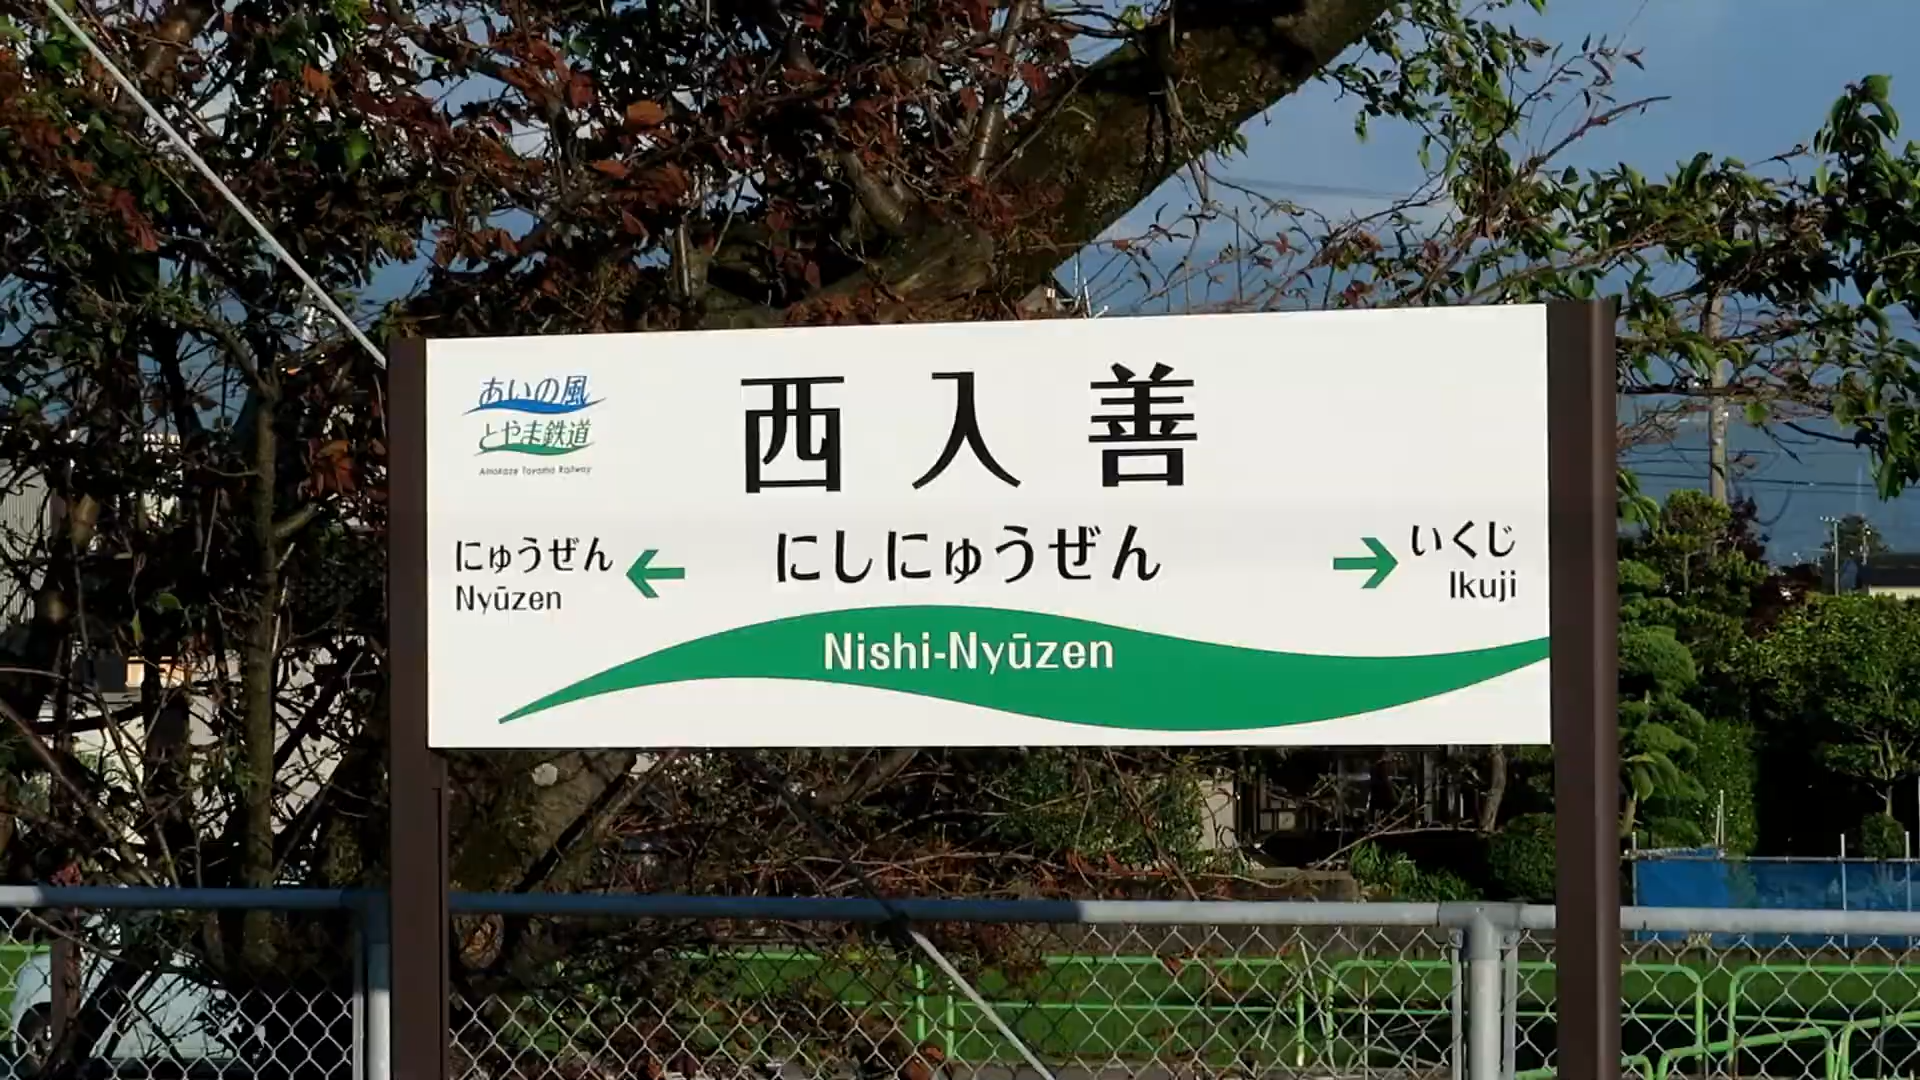 あいの風
とやま鉄道
Ainokaze Toyama Railway
西入善
にしにゅうぜん
Nishi-Nyūzen
にゅうぜん
Nyūzen
いくじ
Ikuji